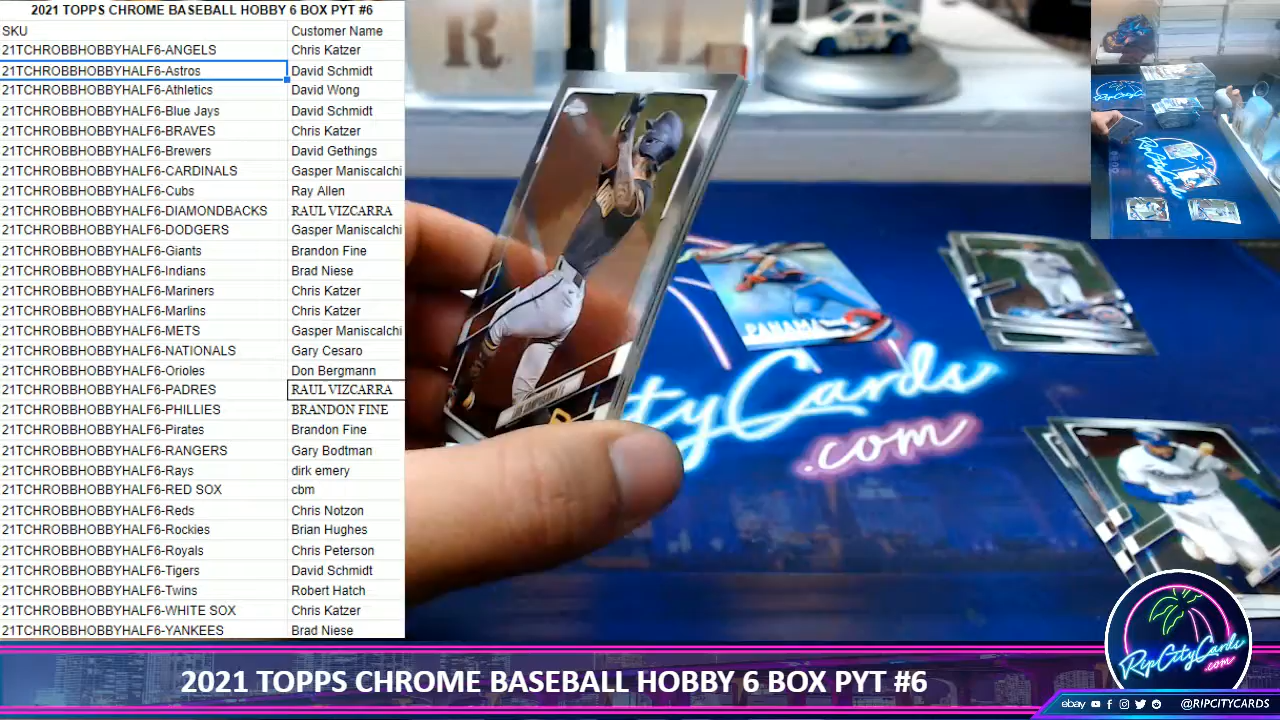 2021 TOPPS CHROME BASEBALL HOBBY 6 BOX PYT #6
SKU Customer Name
21TCHROBBHOBBYHALF6-ANGELS Chris Katzer
21TCHROBBHOBBYHALF6-Astros David Schmidt
21TCHROBBHOBBYHALF6-Athletics David Wong
21TCHROBBHOBBYHALF6-Blue Jays David Schmidt
21TCHROBBHOBBYHALF6-BRAVES Chris Katzer
21TCHROBBHOBBYHALF6-Brewers David Gethings
21TCHROBBHOBBYHALF6-CARDINALS Gasper Maniscalchi
21TCHROBBHOBBYHALF6-Cubs Ray Allen
21TCHROBBHOBBYHALF6-DIAMONDBACKS RAUL VIZCARRA
21TCHROBBHOBBYHALF6-DODGERS Gasper Maniscalchi
21TCHROBBHOBBYHALF6-Giants Brandon Fine
21TCHROBBHOBBYHALF6-Indians Brad Niese
21TCHROBBHOBBYHALF6-Mariners Chris Katzer
21TCHROBBHOBBYHALF6-Marlins Chris Katzer
21TCHROBBHOBBYHALF6-METS Gasper Maniscalchi
21TCHROBBHOBBYHALF6-NATIONALS Gary Cesaro
21TCHROBBHOBBYHALF6-Orioles Don Bergmann
21TCHROBBHOBBYHALF6-PADRES RAUL VIZCARRA
21TCHROBBHOBBYHALF6-PHILLIES BRANDON FINE
21TCHROBBHOBBYHALF6-Pirates Brandon Fine
21TCHROBBHOBBYHALF6-RANGERS Gary Bodtman
21TCHROBBHOBBYHALF6-Rays dirk emery
21TCHROBBHOBBYHALF6-RED SOX cbm
21TCHROBBHOBBYHALF6-Reds Chris Notzon
21TCHROBBHOBBYHALF6-Rockies Brian Hughes
21TCHROBBHOBBYHALF6-Royals Chris Peterson
21TCHROBBHOBBYHALF6-Tigers David Schmidt
21TCHROBBHOBBYHALF6-Twins Robert Hatch
21TCHROBBHOBBYHALF6-WHITE SOX Chris Katzer
21TCHROBBHOBBYHALF6-YANKEES Brad Niese
R
PANAMA
ityCards
.com
RipCityCards
.com
2021 TOPPS CHROME BASEBALL HOBBY 6 BOX PYT #6
ebay @RIPCITYCARDS